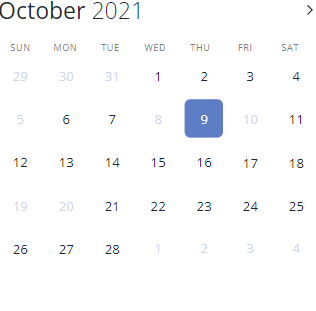 October 2021
SUN MON TUE WED THU FRI SAT
29 30 31 1 2 3 4
5 6 7 8 9 10 11
12 13 14 15 16 17 18
19 20 21 22 23 24 25
26 27 28 1 2 3 4